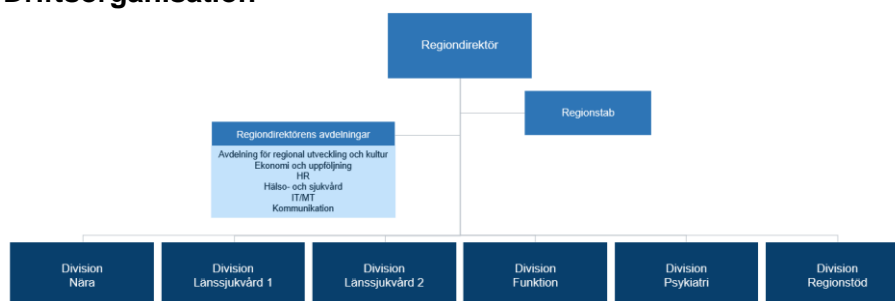 Driftsorganisation
Regiondirektör
Regionstab
Regiondirektörens avdelningar
Avdelning för regional utveckling och kultur
Ekonomi och uppföljning
HR
Hälso- och sjukvård
IT/MT
Kommunikation
Division
Nära
Division
Länssjukvård 1
Division
Länssjukvård 2
Division
Funktion
Division
Psykiatri
Division
Regionstöd